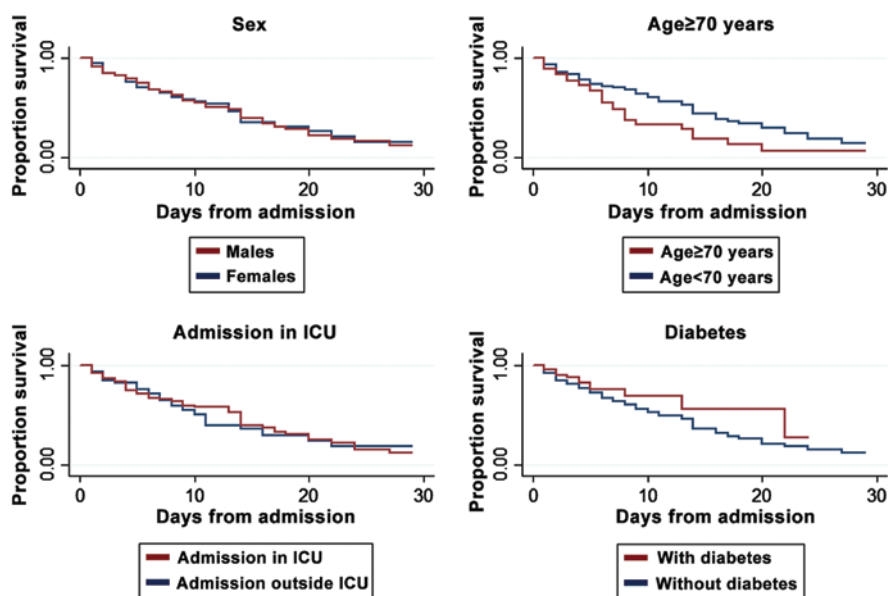 Sex
Proportion survival
1.00
0.00
0 10 20 30
Days from admission
Males
Females
Age≥70 years
Proportion survival
1.00
0.00
0 10 20 30
Days from admission
Age≥70 years
Age<70 years
Admission in ICU
Proportion survival
1.00
0.00
0 10 20 30
Days from admission
Admission in ICU
Admission outside ICU
Diabetes
Proportion survival
1.00
0.00
0 10 20 30
Days from admission
With diabetes
Without diabetes